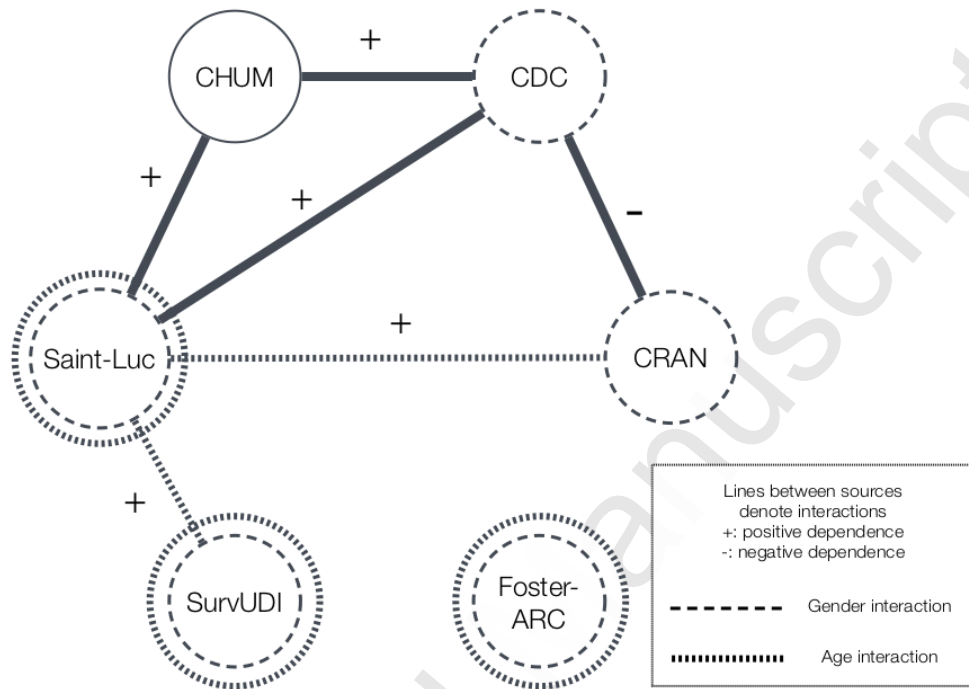 +
CHUM
CDC
+
+
-
+
Saint-Luc
CRAN
+
SurvUDI
Foster-
ARC
Lines between sources
denote interactions
+: positive dependence
-: negative dependence
Gender interaction
Age interaction
anuscript